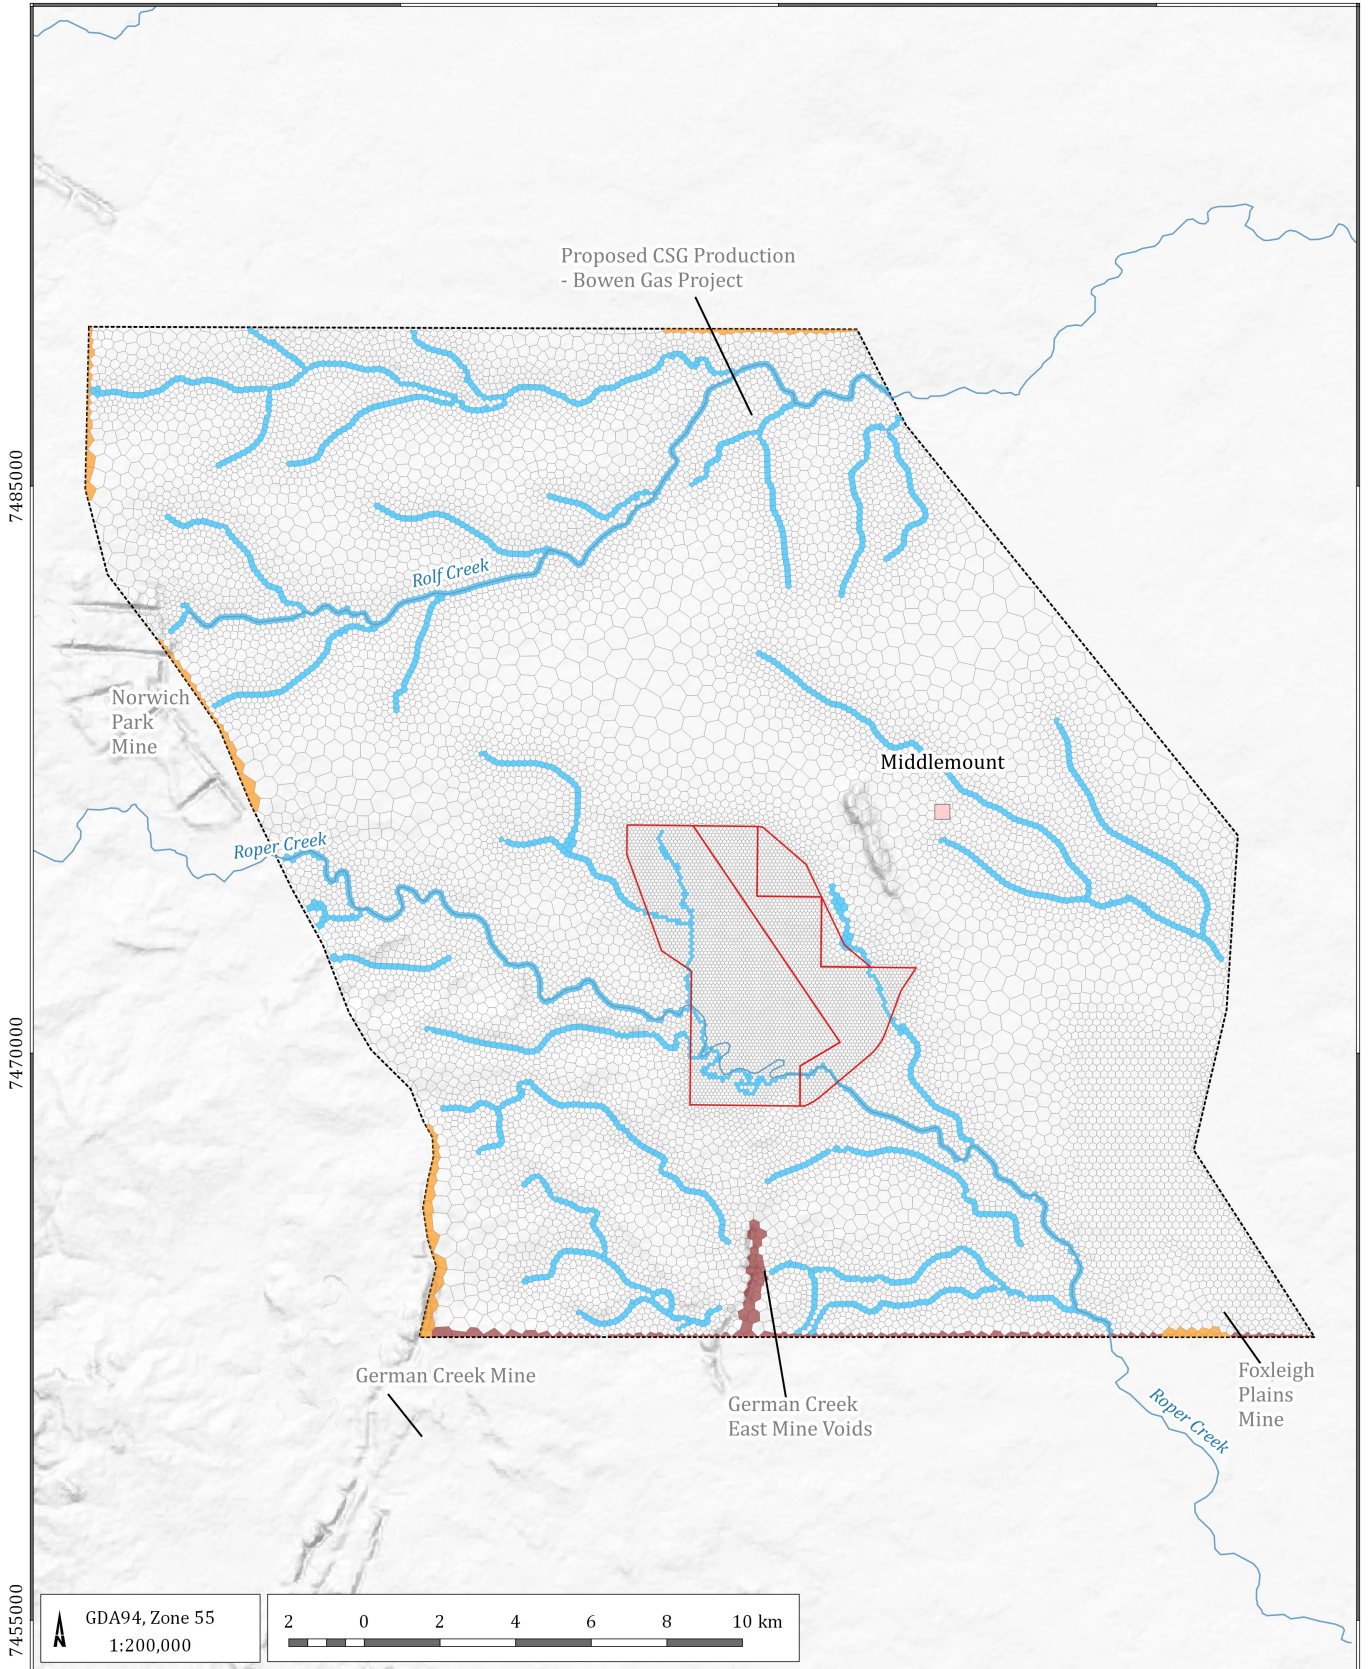 Proposed CSG Production
- Bowen Gas Project
7485000
Rolf Creek
Norwich
Park
Mine
Middlemount
Roper Creek
7470000
German Creek Mine
German Creek
East Mine Voids
Foxleigh
Plains
Mine
Roper Creek
7455000
N
GDA94, Zone 55
1:200,000
2 0 2 4 6 8 10 km